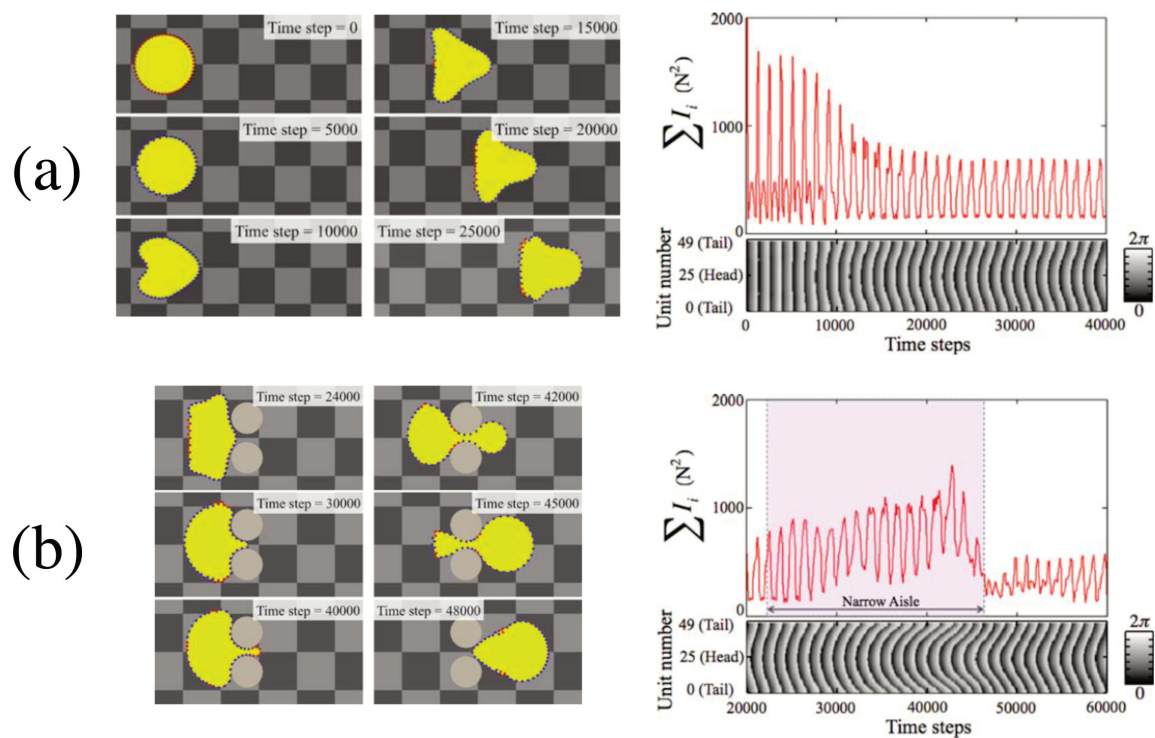 (a)
Time step = 0
Time step = 15000
Time step = 5000
Time step = 20000
Time step = 10000
Time step = 25000
∑ I_i (N²)
2000
1000
0
Unit number
49 (Tail)
25 (Head)
0 (Tail)
2π
0
0
10000
20000
30000
40000
Time steps
(b)
Time step = 24000
Time step = 42000
Time step = 30000
Time step = 45000
Time step = 40000
Time step = 48000
∑ I_i (N²)
2000
1000
0
Narrow Aisle
Unit number
49 (Tail)
25 (Head)
0 (Tail)
2π
0
20000
30000
40000
50000
60000
Time steps